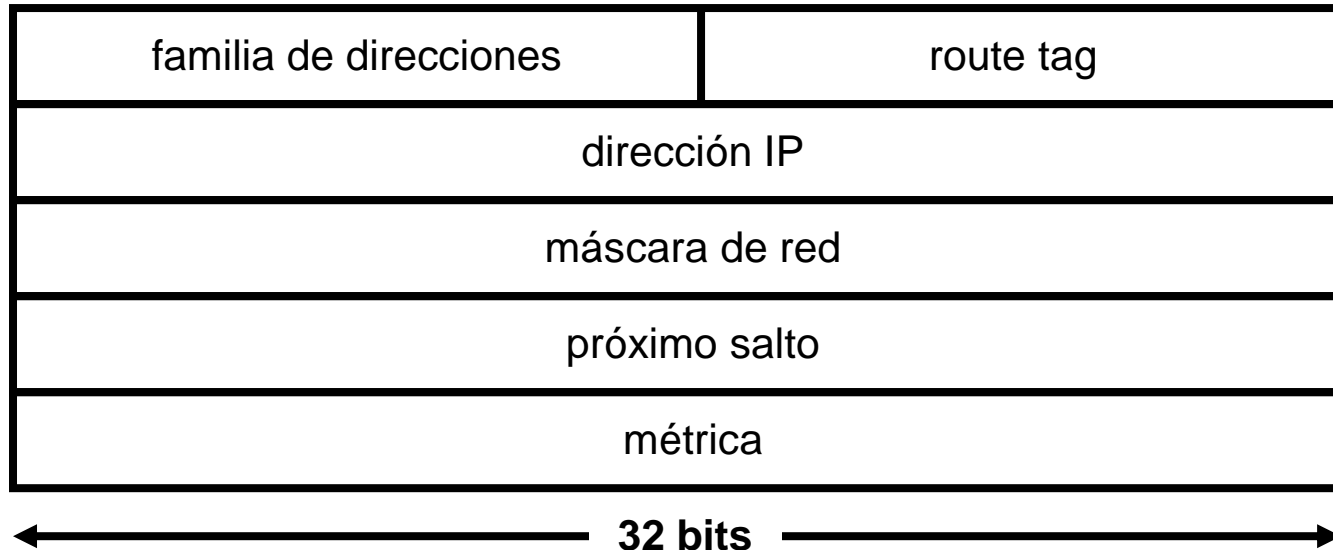 familia de direcciones route tag
dirección IP
máscara de red
próximo salto
métrica
32 bits